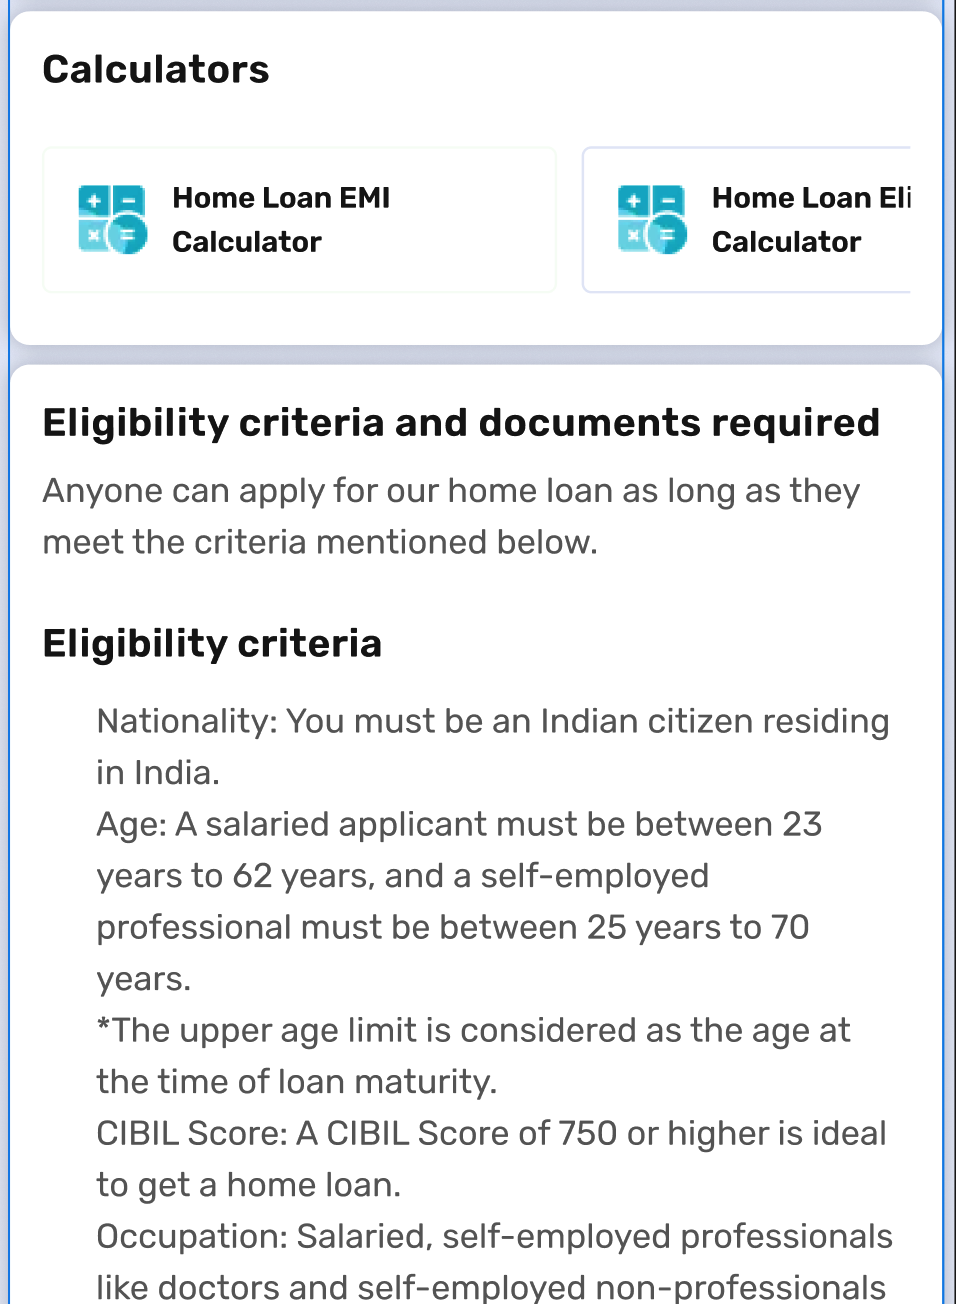 Calculators
Home Loan EMI
Calculator
Home Loan Eli
Calculator
Eligibility criteria and documents required
Anyone can apply for our home loan as long as they
meet the criteria mentioned below.
Eligibility criteria
Nationality: You must be an Indian citizen residing
in India.
Age: A salaried applicant must be between 23
years to 62 years, and a self-employed
professional must be between 25 years to 70
years.
*The upper age limit is considered as the age at
the time of loan maturity.
CIBIL Score: A CIBIL Score of 750 or higher is ideal
to get a home loan.
Occupation: Salaried, self-employed professionals
like doctors and self-employed non-professionals